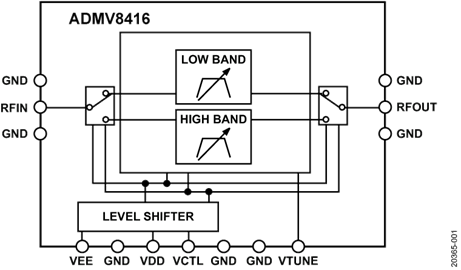 ADMV8416
LOW BAND
HIGH BAND
GND
RFIN
GND
GND
RFOUT
GND
LEVEL SHIFTER
VEE GND VDD VCTL GND GND VTUNE
20365-001